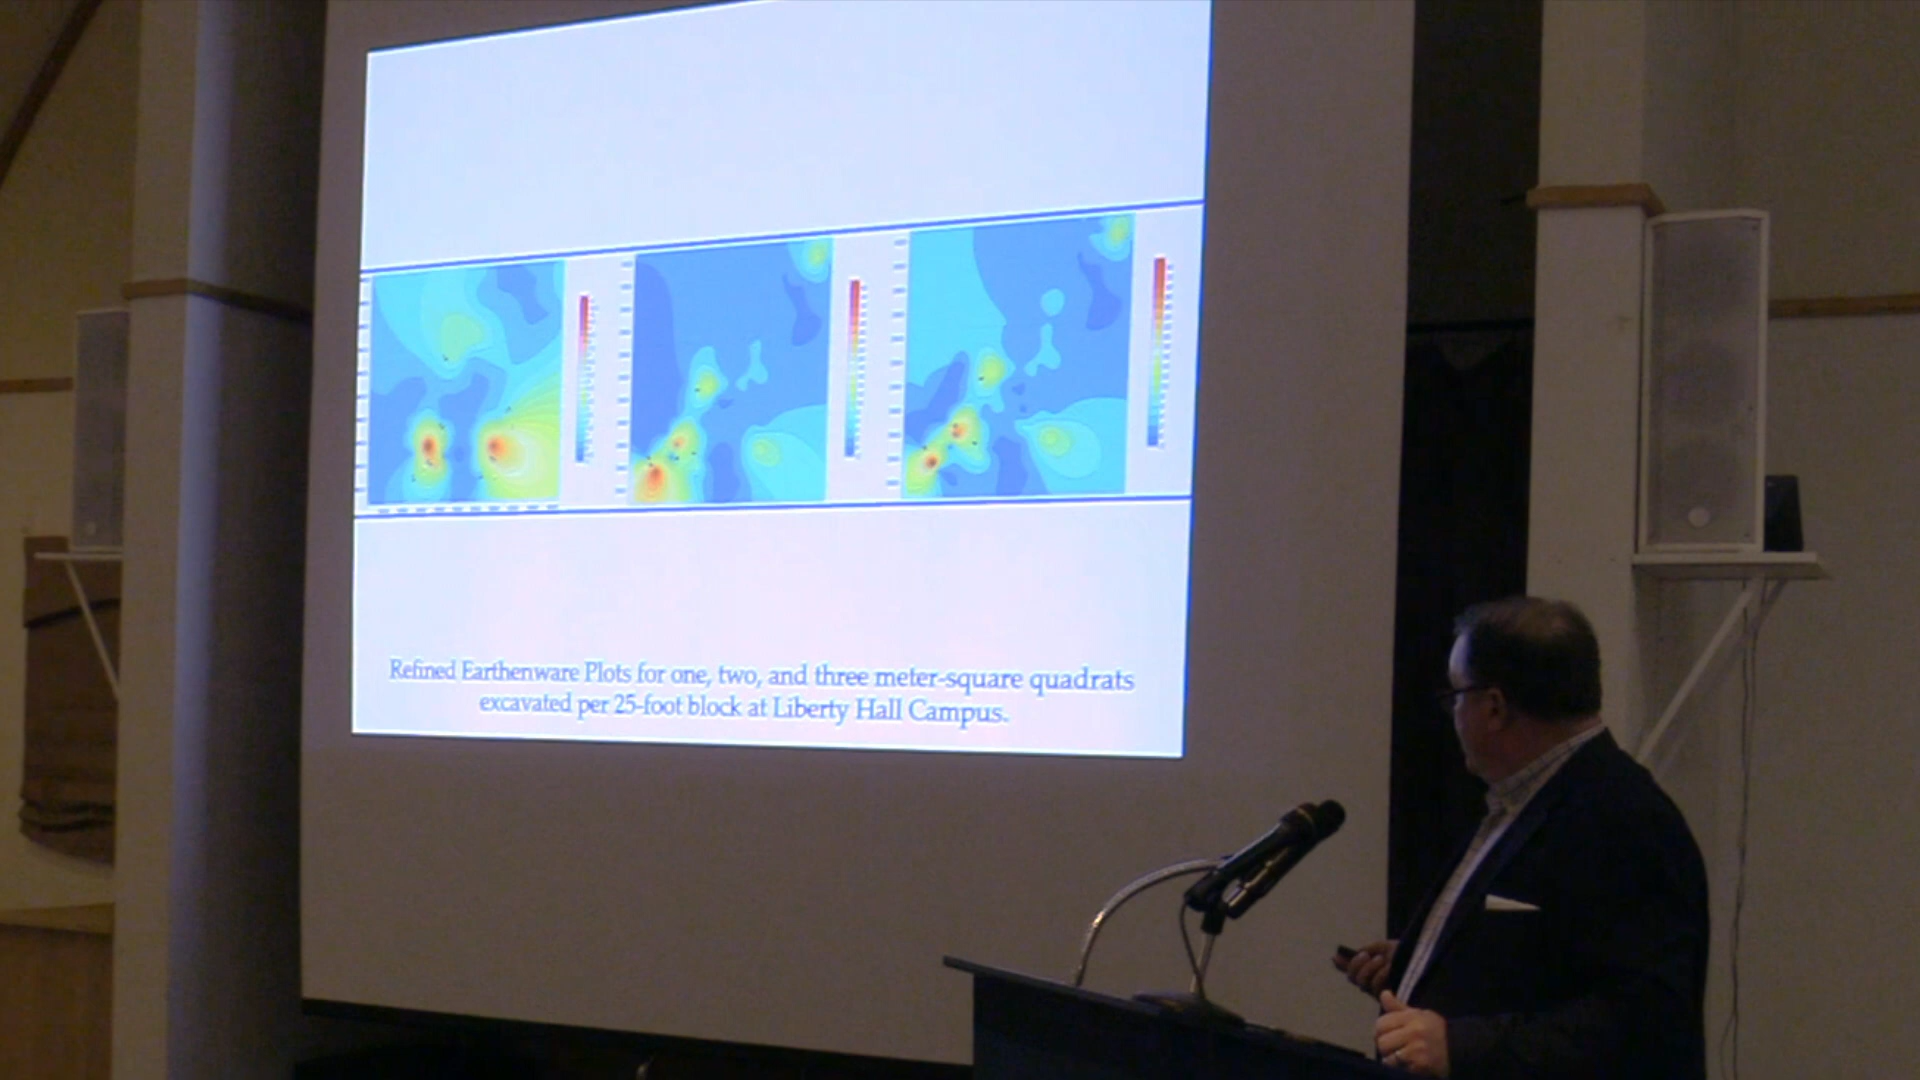 Refined Earthenware Plots for one, two, and three meter-square quadrats
excavated per 25-foot block at Liberty Hall Campus.